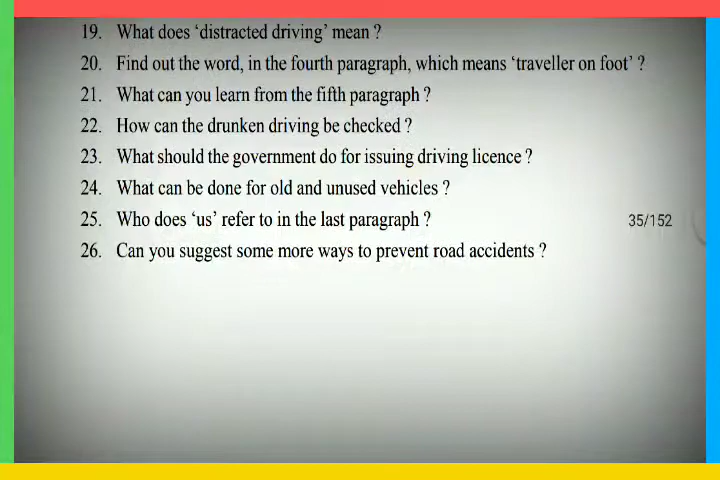 19. What does ‘distracted driving’ mean ?
20. Find out the word, in the fourth paragraph, which means ‘traveller on foot’ ?
21. What can you learn from the fifth paragraph ?
22. How can the drunken driving be checked ?
23. What should the government do for issuing driving licence ?
24. What can be done for old and unused vehicles ?
25. Who does ‘us’ refer to in the last paragraph ? 35/152
26. Can you suggest some more ways to prevent road accidents ?